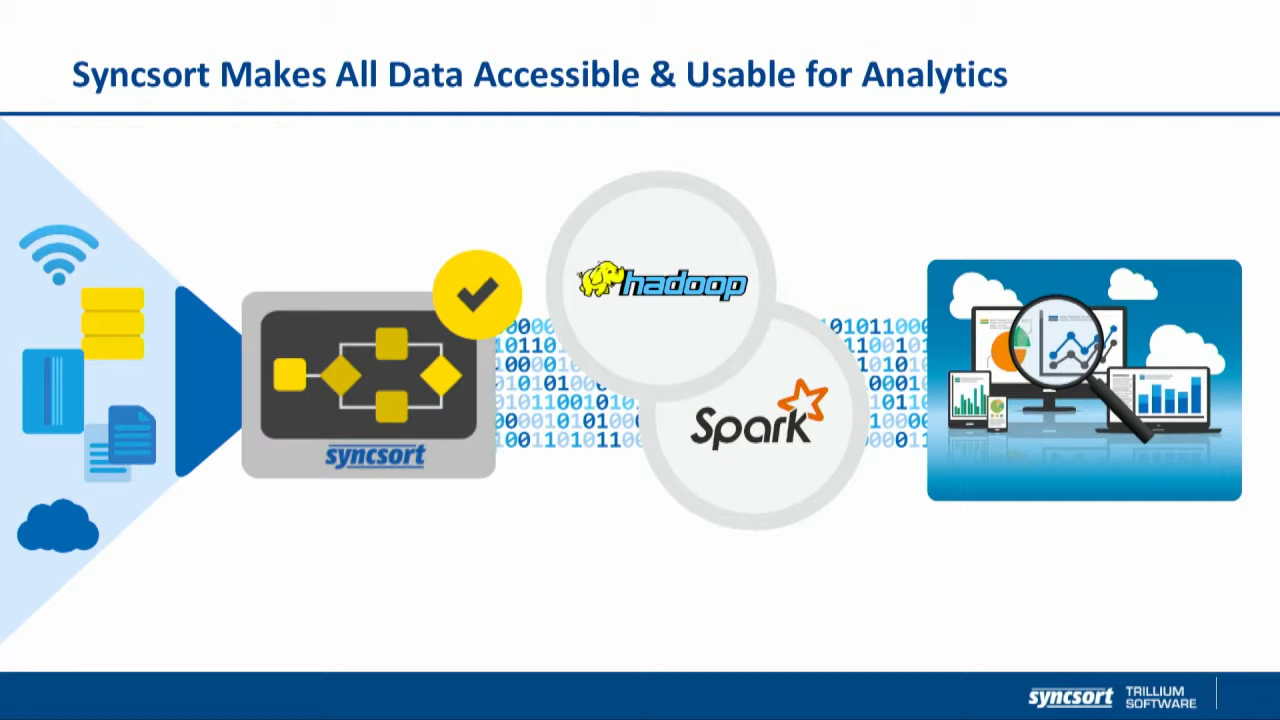 Syncsort Makes All Data Accessible & Usable for Analytics
hadoop
Spark
syncsort
syncsort
TRILLIUM
SOFTWARE